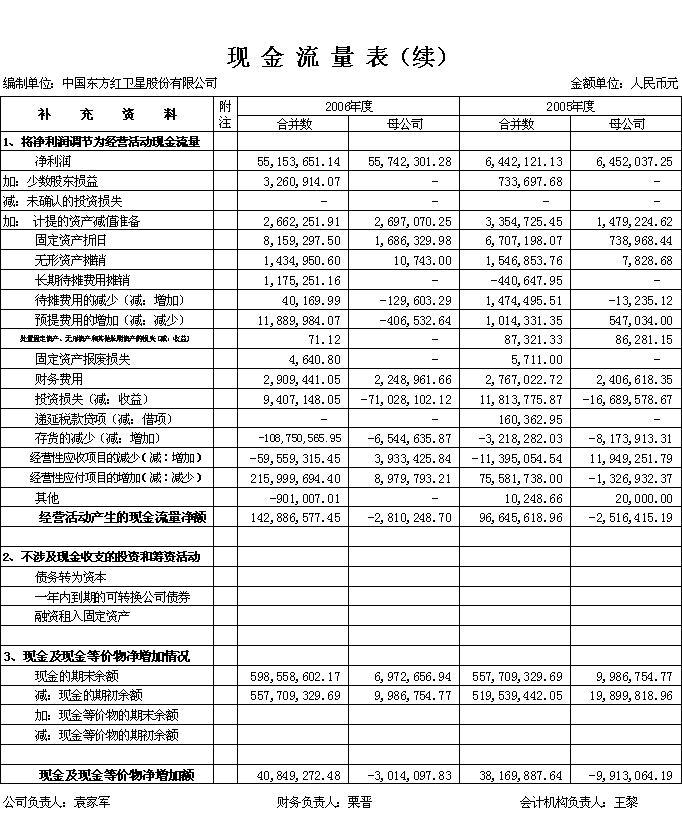 现 金 流 量 表（续）
编制单位：中国东方红卫星股份有限公司 金额单位：人民币元
补 充 资 料 附注 2006年度 2005年度
合并数 母公司 合并数 母公司
1、将净利润调节为经营活动现金流量
净利润 55,153,651.14 55,742,301.28 6,442,121.13 6,452,037.25
加：少数股东损益 3,260,914.07 - 733,697.68 -
减：未确认的投资损失 - - - -
加： 计提的资产减值准备 2,662,251.91 2,697,070.25 3,354,725.45 1,479,224.62
固定资产折旧 8,159,297.50 1,686,329.98 6,707,198.07 738,968.44
无形资产摊销 1,434,950.60 10,743.00 1,546,853.76 7,828.68
长期待摊费用摊销 1,175,251.16 -440,647.95
待摊费用的减少（减：增加） 40,169.99 -129,603.29 1,474,495.51 -13,235.12
预提费用的增加（减：减少） 11,889,984.07 -406,532.64 1,014,331.35 547,034.00
处置固定资产、无形资产和其他长期资产的损失（减：收益） 71.12 - 87,321.33 86,281.15
固定资产报废损失 4,640.80 - 5,711.00 -
财务费用 2,909,441.05 2,248,961.66 2,767,022.72 2,406,618.35
投资损失（减：收益） 9,407,148.05 -71,028,102.12 11,813,775.87 -16,689,578.67
递延税款贷项（减：借项） - - 160,362.95 -
存货的减少（减：增加） -108,750,565.95 -6,544,635.87 -3,218,282.03 -8,173,913.31
经营性应收项目的减少（减：增加） -59,559,315.45 3,933,425.84 -11,395,054.54 11,949,251.79
经营性应付项目的增加（减：减少） 215,999,694.40 8,979,793.21 75,581,738.00 -1,326,932.37
其他 -901,007.01 - 10,248.66 20,000.00
经营活动产生的现金流量净额 142,886,577.45 -2,810,248.70 96,645,618.96 -2,516,415.19
2、不涉及现金收支的投资和筹资活动
债务转为资本
一年内到期的可转换公司债券
融资租入固定资产
3、现金及现金等价物净增加情况
现金的期末余额 598,558,602.17 6,972,656.94 557,709,329.69 9,986,754.77
减：现金的期初余额 557,709,329.69 9,986,754.77 519,539,442.05 19,899,818.96
加：现金等价物的期末余额
减：现金等价物的期初余额
现金及现金等价物净增加额 40,849,272.48 -3,014,097.83 38,169,887.64 -9,913,064.19
公司负责人：袁家军 财务负责人：栗晋 会计机构负责人：王黎